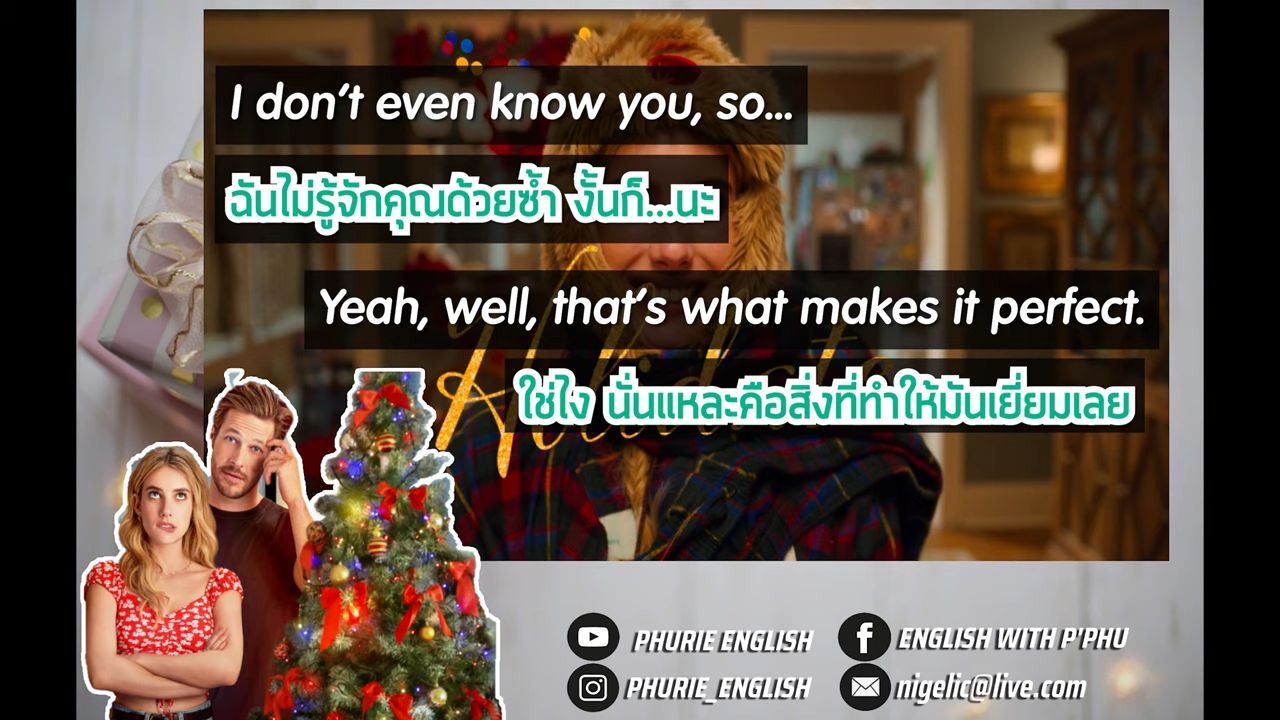 I don't even know you, so...
ฉันไม่รู้จักคุณด้วยซ้ำ งั้นก็...นะ
Yeah, well, that's what makes it perfect.
ใช่ไง นั่นแหละคือสิ่งที่ทำให้มันเยี่ยมเลย
PHURIE ENGLISH
ENGLISH WITH P'PHU
PHURIE_ENGLISH
nigelic@live.com